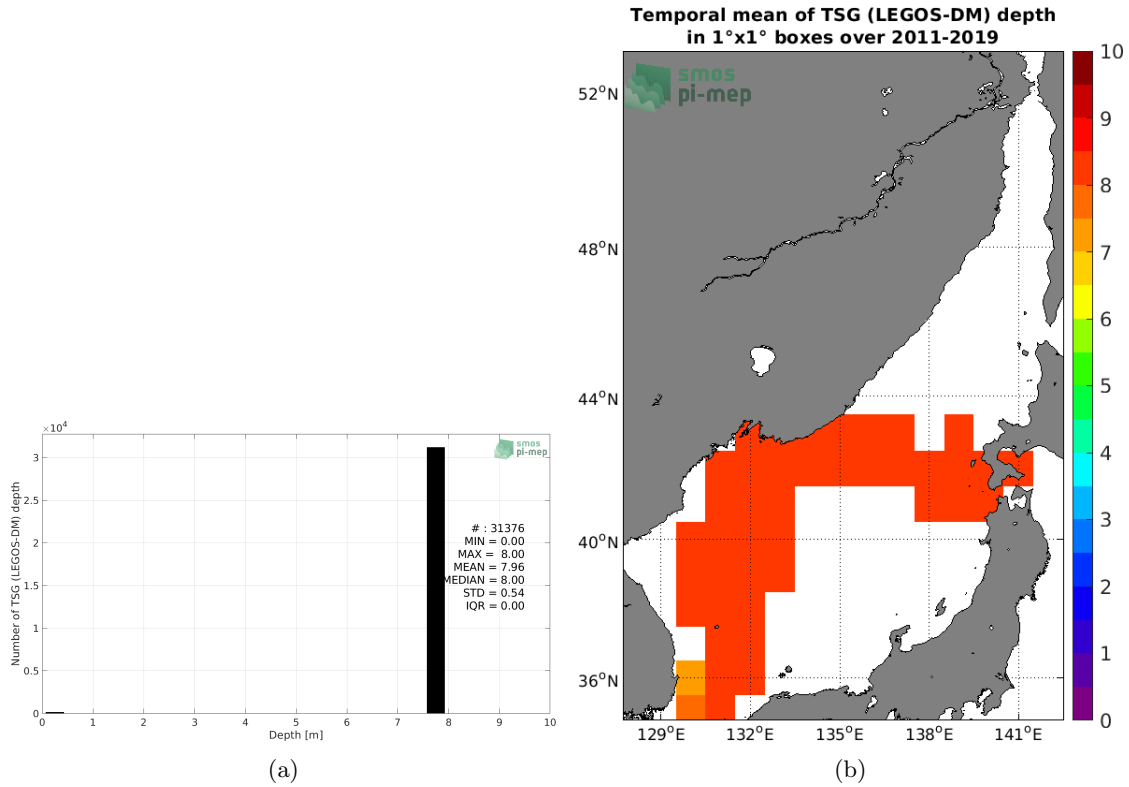 Temporal mean of TSG (LEGOS-DM) depth
in 1°x1° boxes over 2011-2019
smos
pi-mep
52°N
48°N
44°N
40°N
36°N
129°E
132°E
135°E
138°E
141°E
10
9
8
7
6
5
4
3
2
1
0
×10⁴
Number of TSG (LEGOS-DM) depth
3
2.5
2
1.5
1
0.5
0
0
1
2
3
4
5
6
7
8
9
10
Depth [m]
smos
pi-mep
# : 31376
MIN = 0.00
MAX = 8.00
MEAN = 7.96
MEDIAN = 8.00
STD = 0.54
IQR = 0.00
(a)
(b)